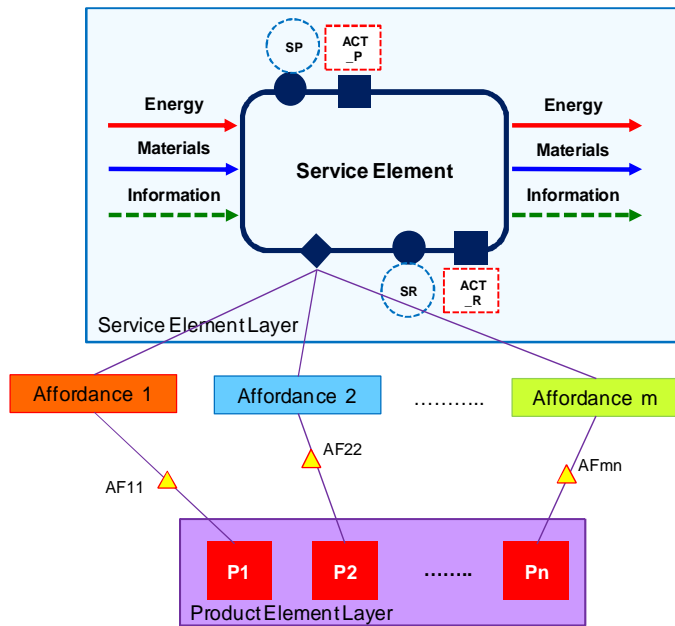 SP
ACT
_P
Energy
Energy
Materials
Materials
Service Element
Information
Information
SR
ACT
_R
Service Element Layer
Affordance 1
Affordance 2
………..
Affordance m
AF11
AF22
AFmn
P1
P2
……..
Pn
Product Element Layer